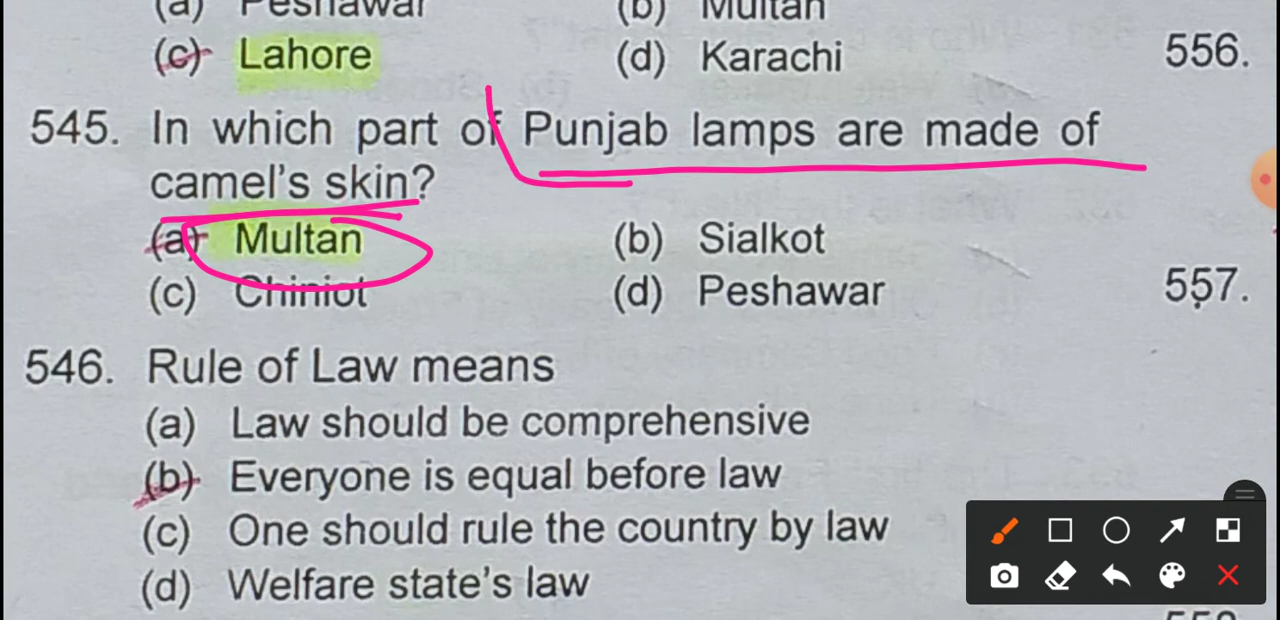 (a) Peshawar (b) Multan
(c) Lahore (d) Karachi 556.
545. In which part of Punjab lamps are made of
camel's skin?
(a) Multan (b) Sialkot
(c) Chiniot (d) Peshawar 557.
546. Rule of Law means
(a) Law should be comprehensive
(b) Everyone is equal before law
(c) One should rule the country by law
(d) Welfare state's law